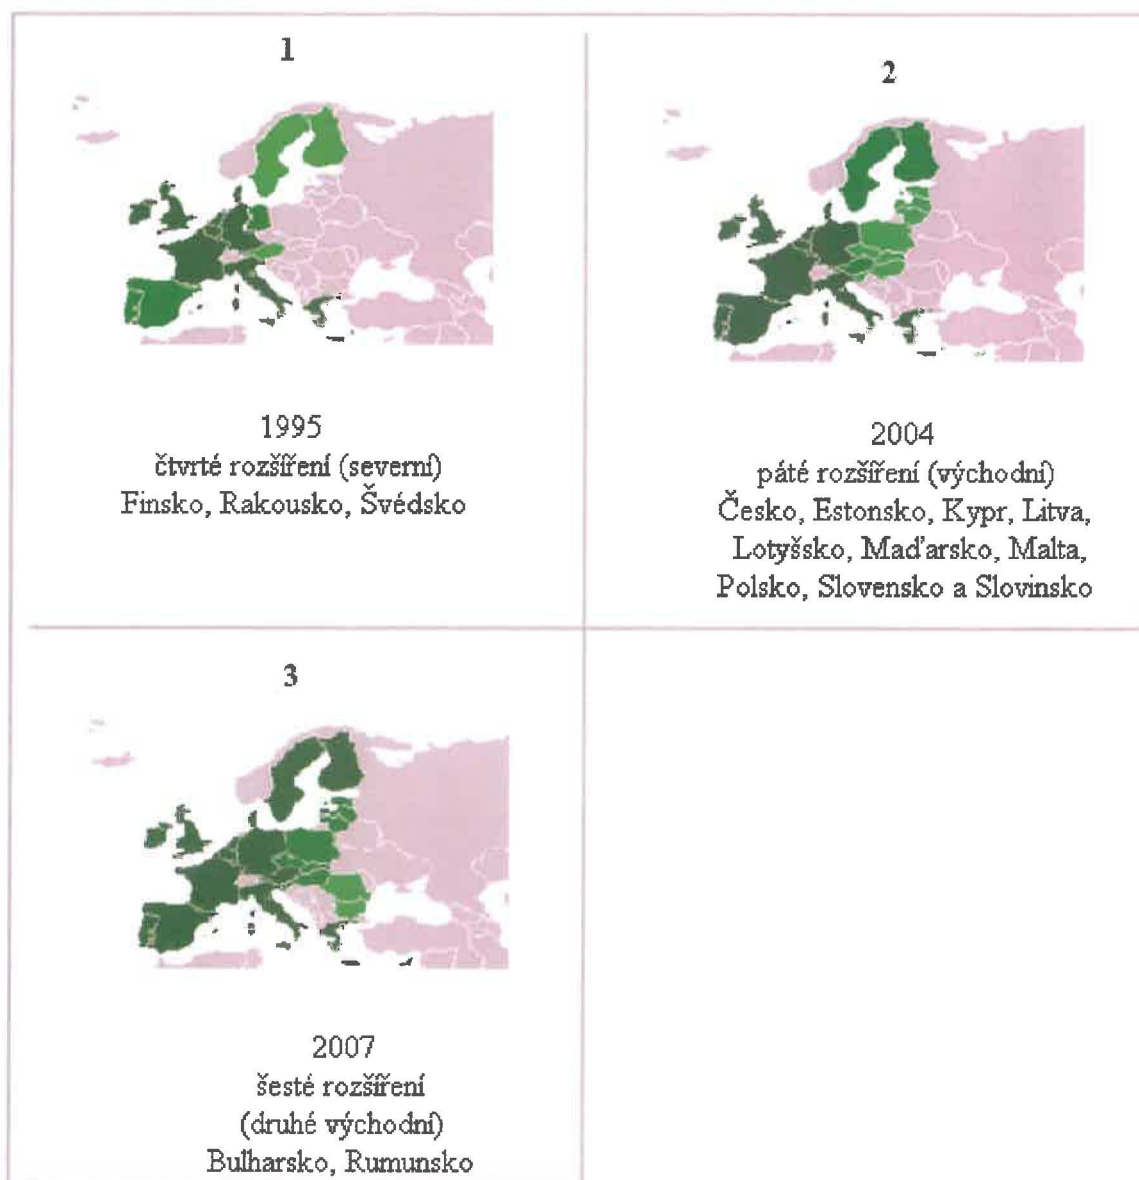 1
1995
čtvrté rozšíření (severní)
Finsko, Rakousko, Švédsko
2
2004
páté rozšíření (východní)
Česko, Estonsko, Kypr, Litva,
Lotyšsko, Maďarsko, Malta,
Polsko, Slovensko a Slovinsko
3
2007
šesté rozšíření
(druhé východní)
Bulharsko, Rumunsko